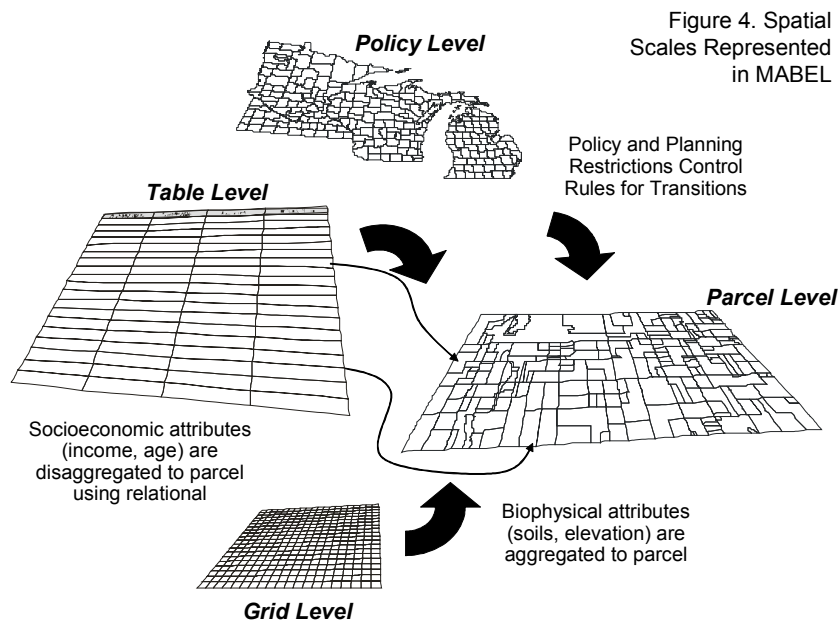 Figure 4. Spatial
Scales Represented
in MABEL
Policy Level
Policy and Planning
Restrictions Control
Rules for Transitions
Table Level
Parcel Level
Socioeconomic attributes
(income, age) are
disaggregated to parcel
using relational
Biophysical attributes
(soils, elevation) are
aggregated to parcel
Grid Level